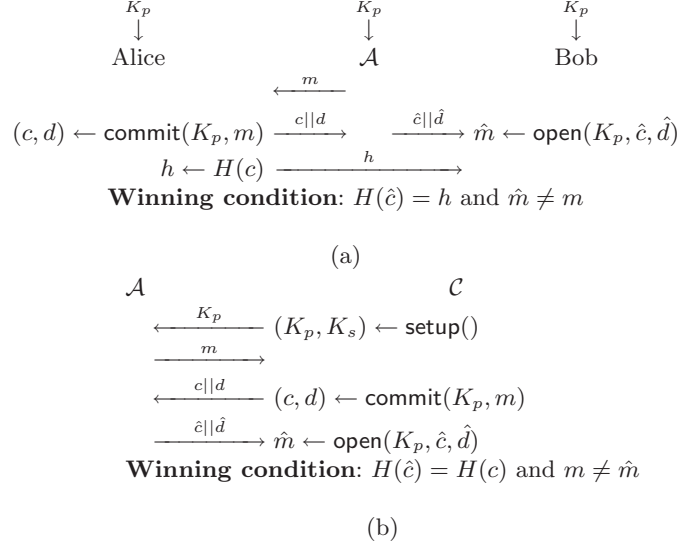 K_p K_p K_p
↓ ↓ ↓
Alice 𝒜 Bob
←m
(c, d) ← commit(K_p, m) →c||d →ĉ||d̂ m̂ ← open(K_p, ĉ, d̂)
h ← H(c) →h
Winning condition: H(ĉ) = h and m̂ ≠ m
(a)
𝒜 𝒞
←K_p (K_p, K_s) ← setup()
→m
←c||d (c, d) ← commit(K_p, m)
→ĉ||d̂ m̂ ← open(K_p, ĉ, d̂)
Winning condition: H(ĉ) = H(c) and m ≠ m̂
(b)